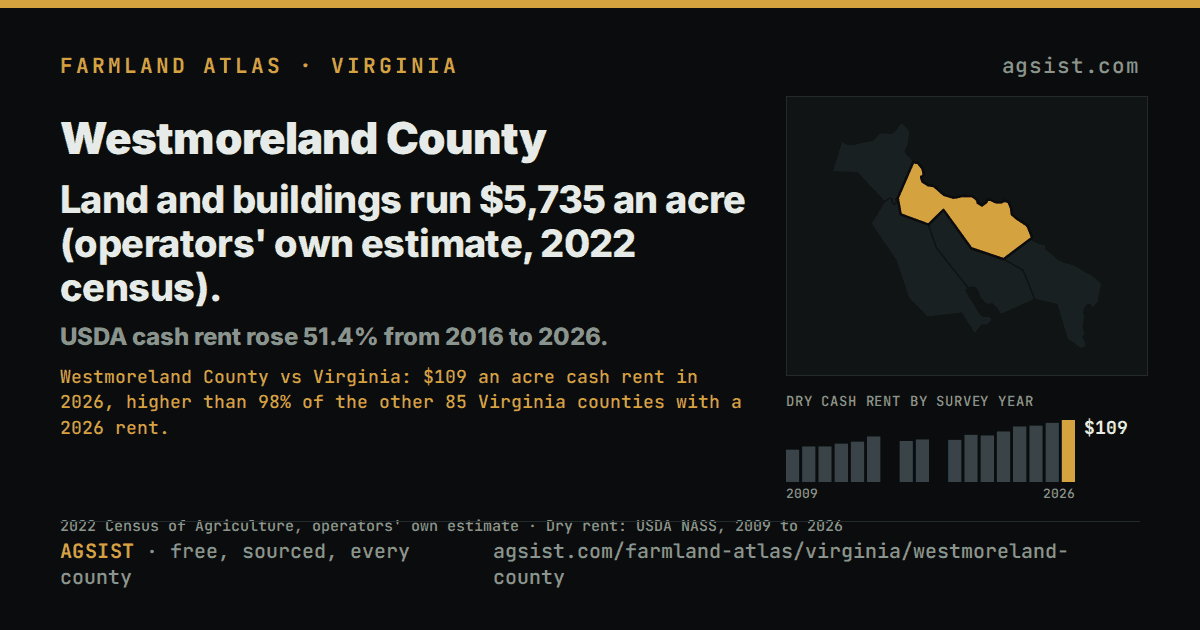 FARMLAND ATLAS · VIRGINIA
agsist.com
Westmoreland County
Land and buildings run $5,735 an acre
(operators' own estimate, 2022
census).
USDA cash rent rose 51.4% from 2016 to 2026.
Westmoreland County vs Virginia: $109 an acre cash rent in
2026, higher than 98% of the other 85 Virginia counties with a
2026 rent.
DRY CASH RENT BY SURVEY YEAR
$109
2009
2026
2022 Census of Agriculture, operators' own estimate · Dry rent: USDA NASS, 2009 to 2026
AGSIST · free, sourced, every
county
agsist.com/farmland-atlas/virginia/westmoreland-
county